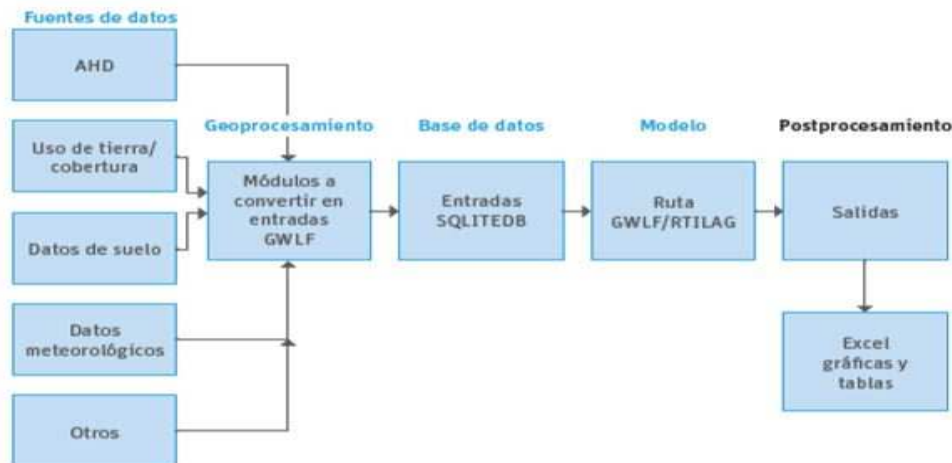 Fuentes de datos
AHD
Uso de tierra/
cobertura
Datos de suelo
Datos
meteorológicos
Otros
Geoprocesamiento
Módulos a
convertir en
entradas
GWLF
Base de datos
Entradas
SQLITEDB
Modelo
Ruta
GWLF/RTILAG
Postprocesamiento
Salidas
Excel
gráficas y
tablas